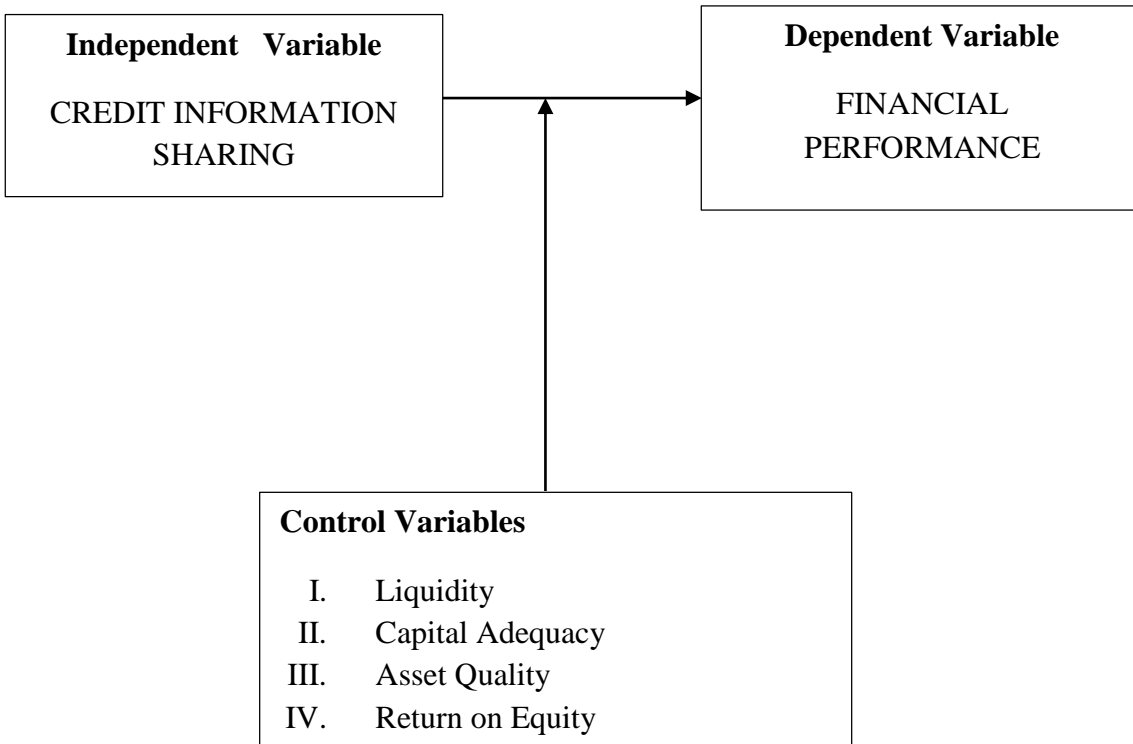 Independent Variable
CREDIT INFORMATION
SHARING
Dependent Variable
FINANCIAL
PERFORMANCE
Control Variables
I. Liquidity
II. Capital Adequacy
III. Asset Quality
IV. Return on Equity